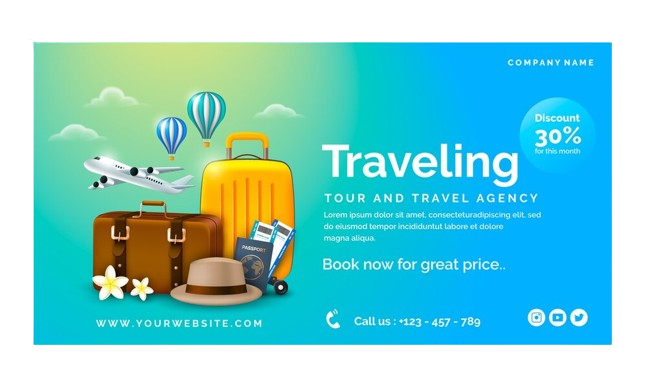 COMPANY NAME
Discount
30%
for this month
Traveling
TOUR AND TRAVEL AGENCY
Lorem ipsum dolor sit amet, consecteturadipiscing elit, sed
do eiusmod tempor incididuntut labore et dolore
magna aliqua.
Book now for great price..
PASSPORT
WWW.YOURWEBSITE.COM
Call us : +123 - 457 - 789